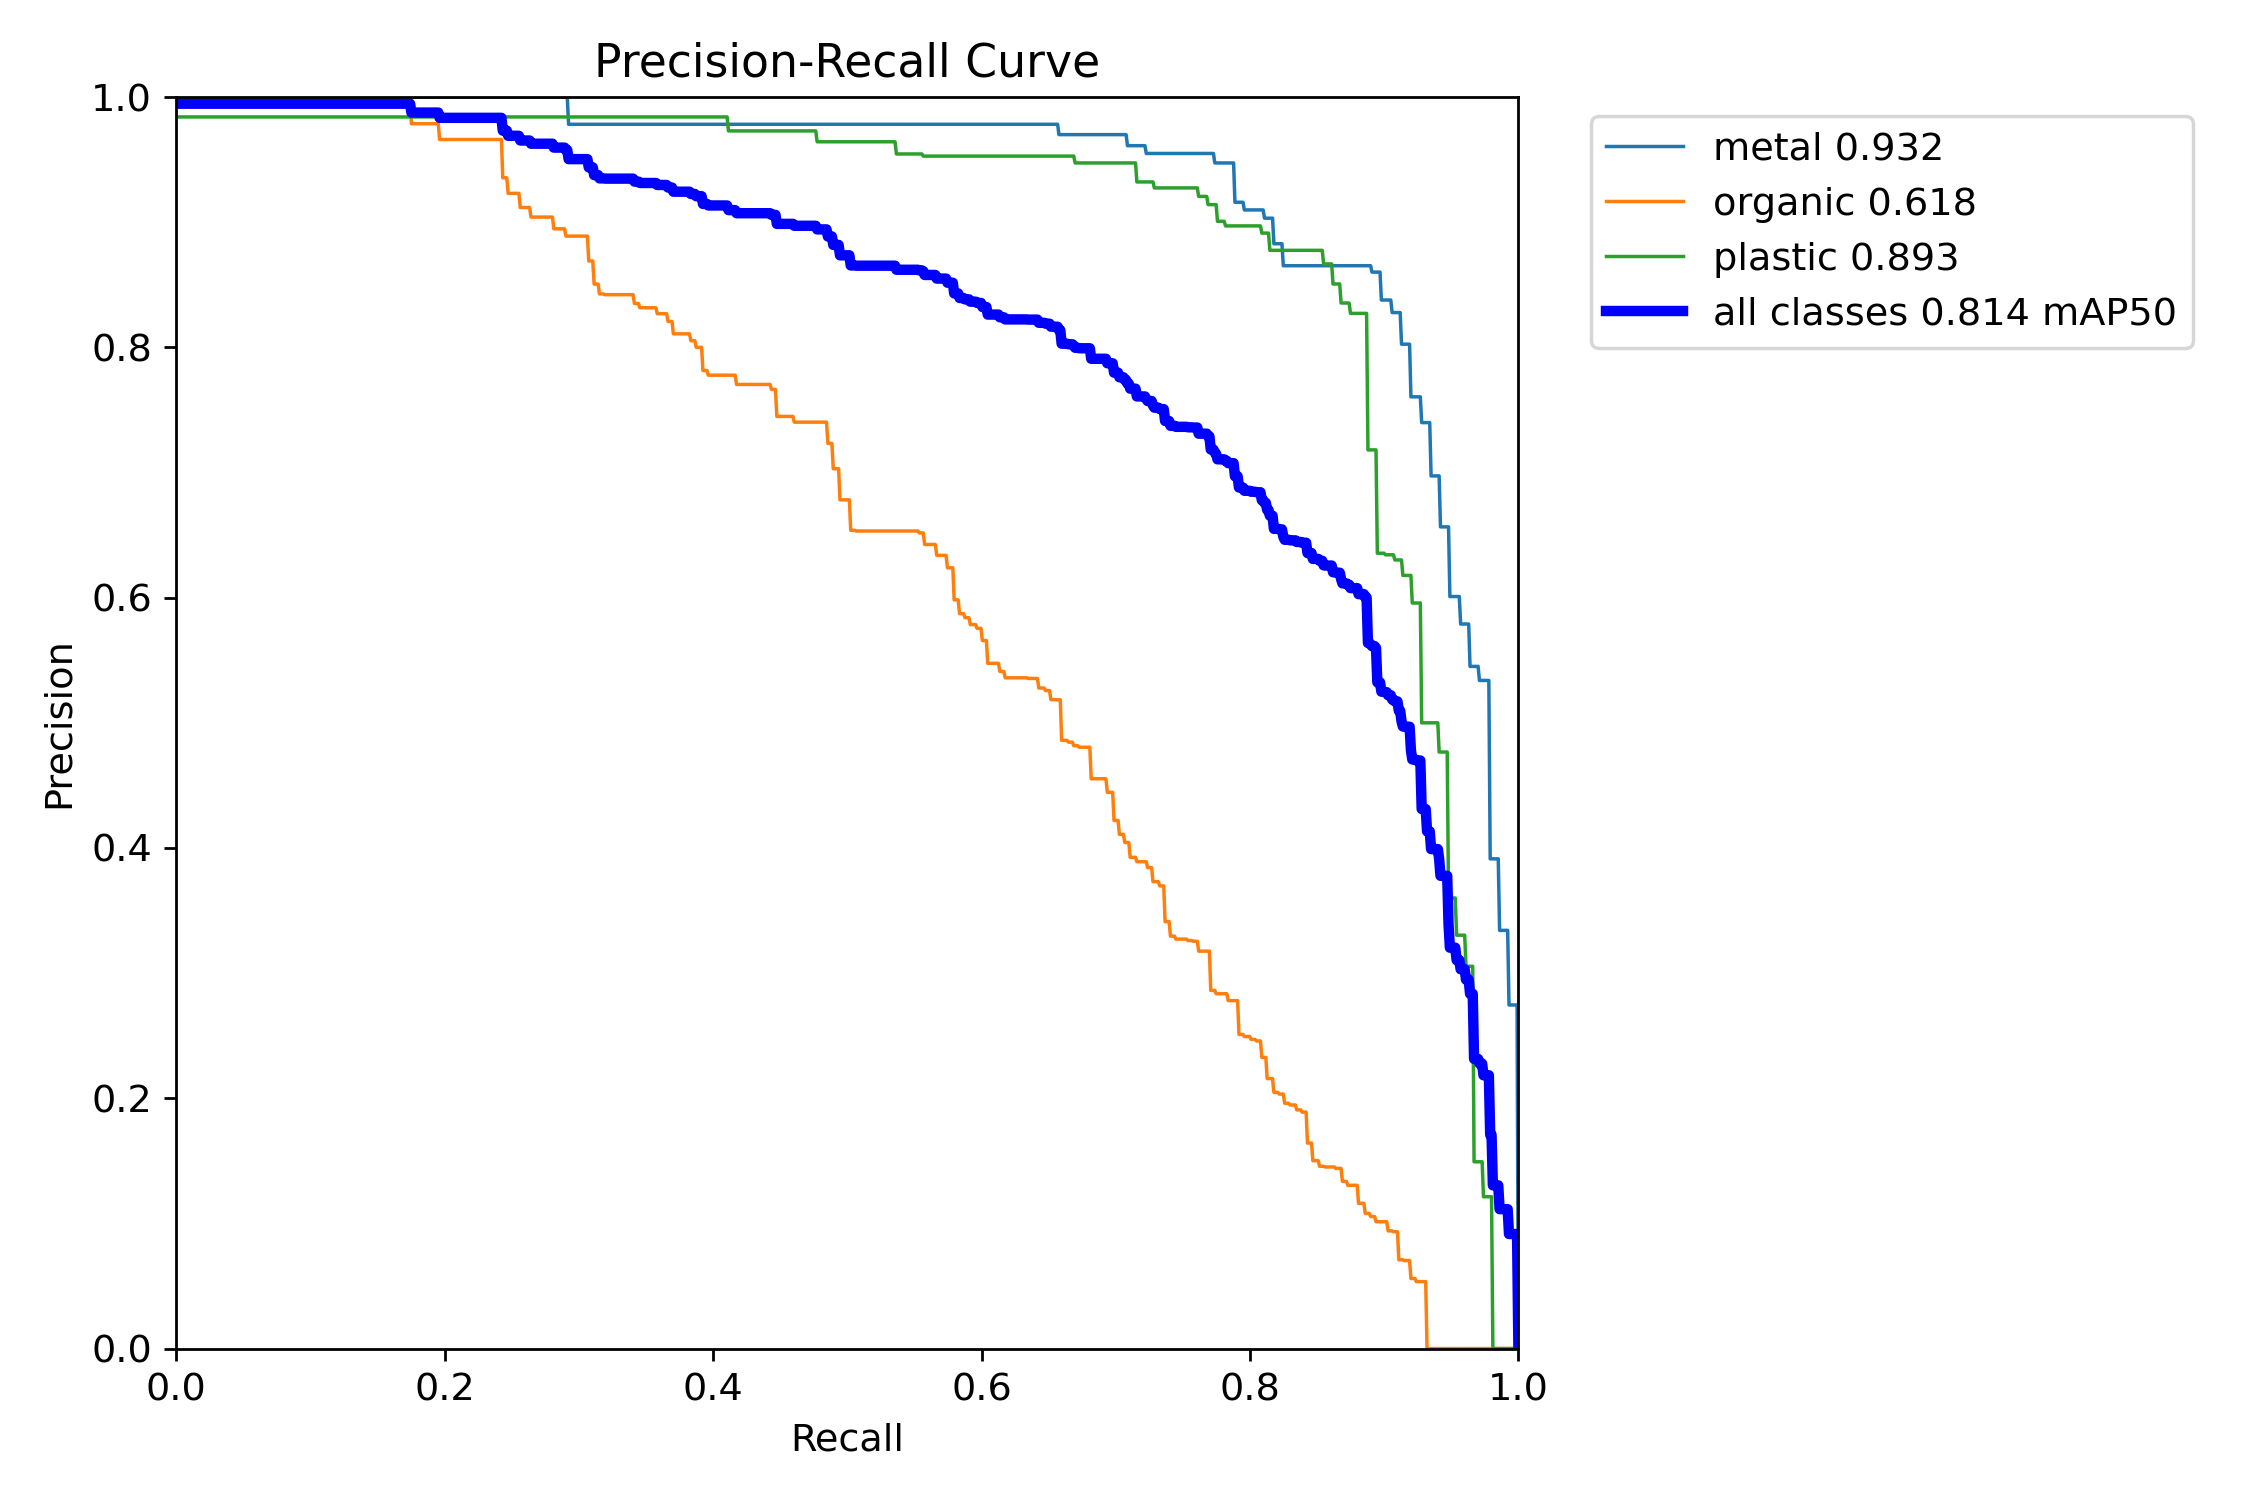 Precision-Recall Curve
metal 0.932
organic 0.618
plastic 0.893
all classes 0.814 mAP50
Precision
1.0
0.8
0.6
0.4
0.2
0.0
0.0 0.2 0.4 0.6 0.8 1.0
Recall